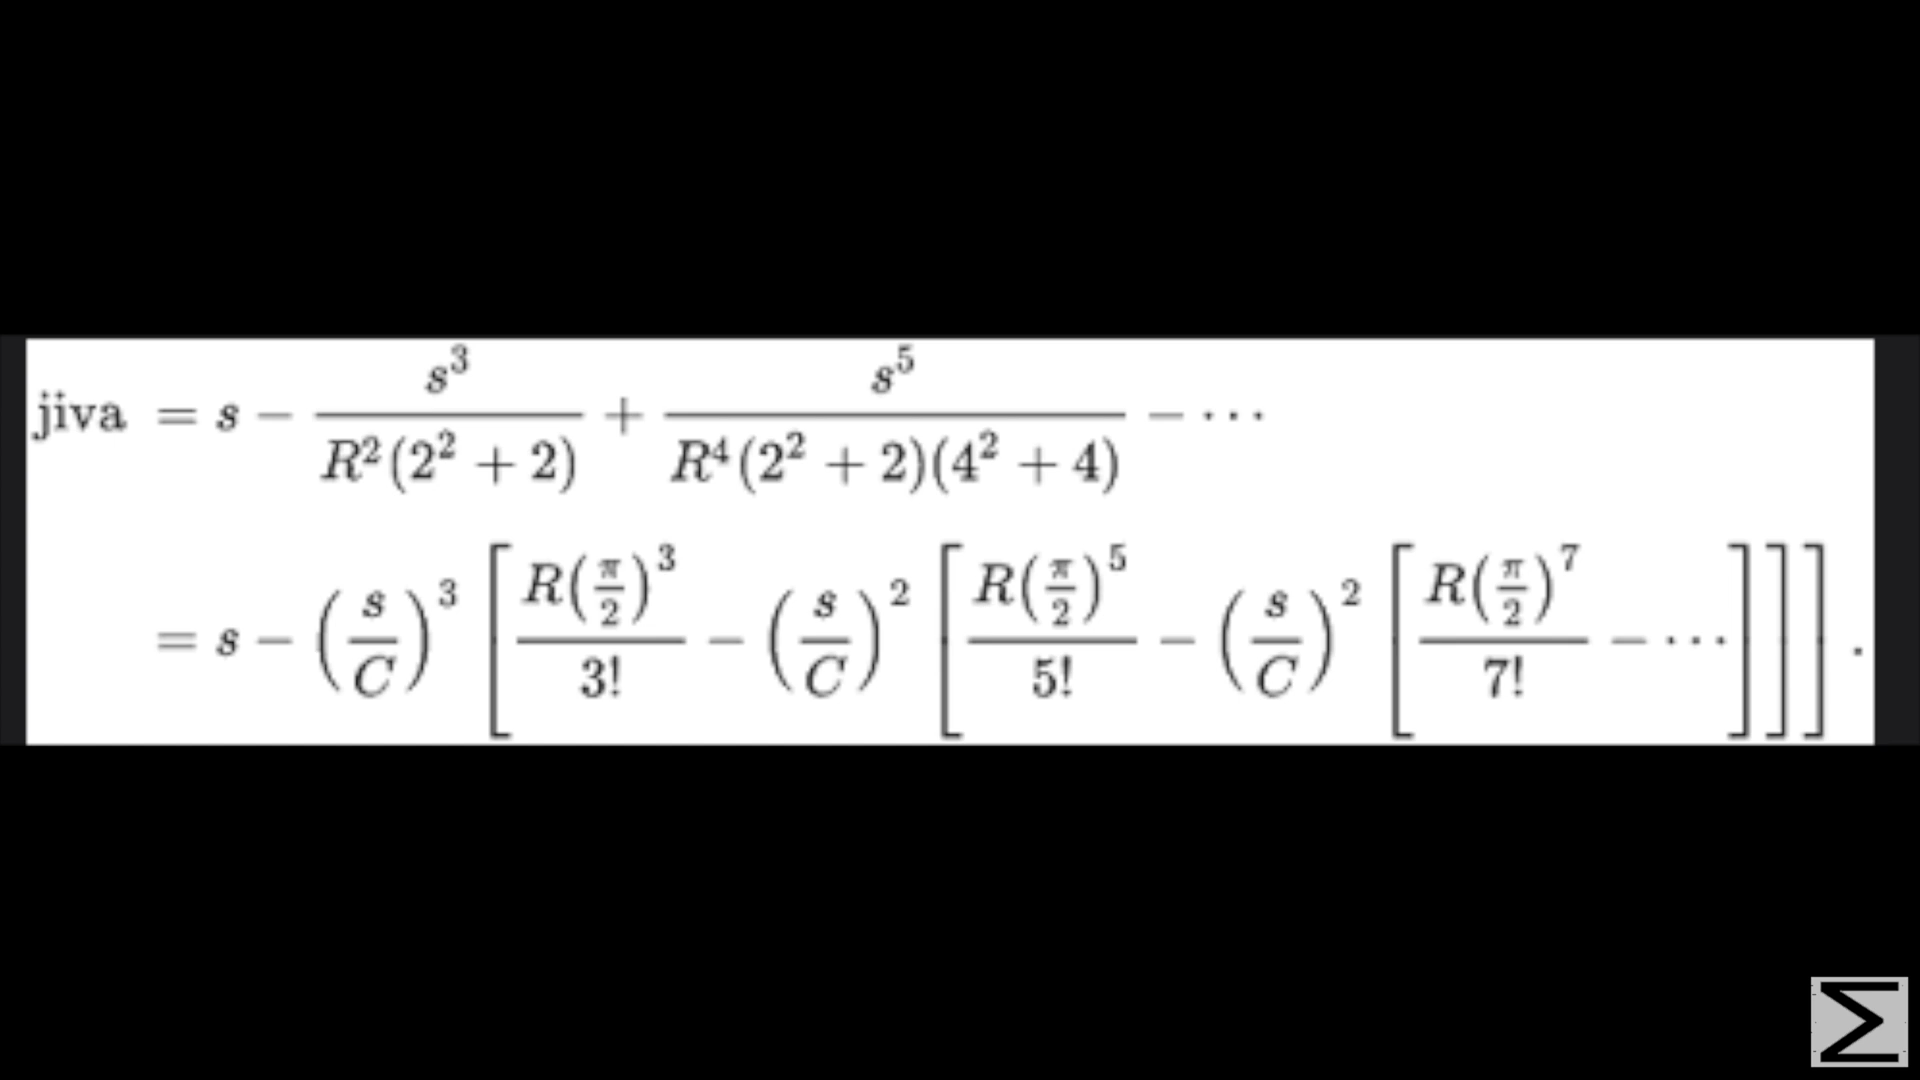 jiva = s − s³/(R²(2² + 2)) + s⁵/(R⁴(2² + 2)(4² + 4)) − ⋯
= s − (s/C)³ [R(π/2)³/3! − (s/C)² [R(π/2)⁵/5! − (s/C)² [R(π/2)⁷/7! − ⋯]]] .
Σ